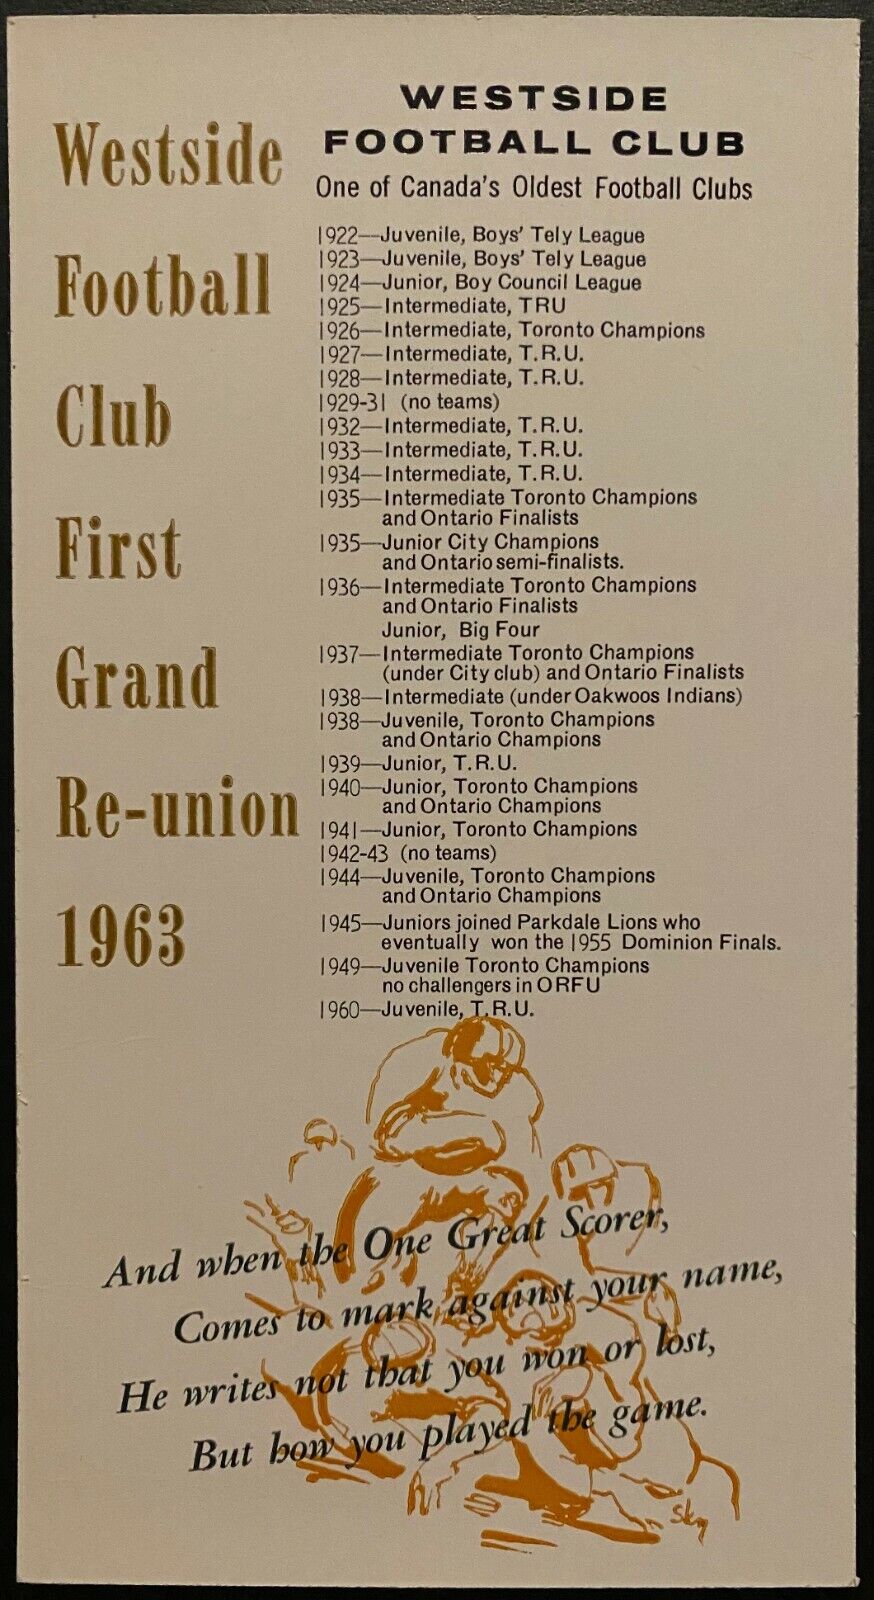 Westside
Football
Club
First
Grand
Re-union
1963
WESTSIDE
FOOTBALL CLUB
One of Canada's Oldest Football Clubs
1922—Juvenile, Boys' Tely League
1923—Juvenile, Boys' Tely League
1924—Junior, Boy Council League
1925—Intermediate, TRU
1926—Intermediate, Toronto Champions
1927—Intermediate, T.R.U.
1928—Intermediate, T.R.U.
1929-31 (no teams)
1932—Intermediate, T.R.U.
1933—Intermediate, T.R.U.
1934—Intermediate, T.R.U.
1935—Intermediate Toronto Champions
and Ontario Finalists
1935—Junior City Champions
and Ontario semi-finalists.
1936—Intermediate Toronto Champions
and Ontario Finalists
Junior, Big Four
1937—Intermediate Toronto Champions
(under City club) and Ontario Finalists
1938—Intermediate (under Oakwoos Indians)
1938—Juvenile, Toronto Champions
and Ontario Champions
1939—Junior, T.R.U.
1940—Junior, Toronto Champions
and Ontario Champions
1941—Junior, Toronto Champions
1942-43 (no teams)
1944—Juvenile, Toronto Champions
and Ontario Champions
1945—Juniors joined Parkdale Lions who
eventually won the 1955 Dominion Finals.
1949—Juvenile Toronto Champions
no challengers in ORFU
1960—Juvenile, T.R.U.
And when the One Great Scorer,
Comes to mark against your name,
He writes not that you won or lost,
But how you played the game.